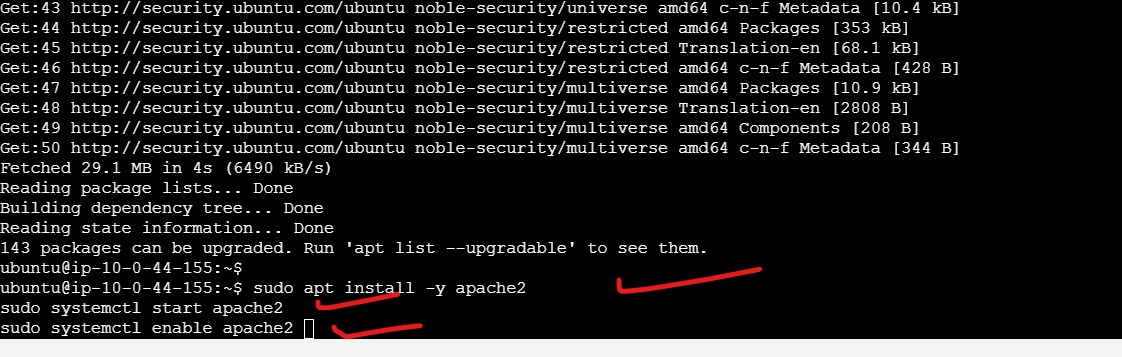 Get:43 http://security.ubuntu.com/ubuntu noble-security/universe amd64 c-n-f Metadata [10.4 kB]
Get:44 http://security.ubuntu.com/ubuntu noble-security/restricted amd64 Packages [353 kB]
Get:45 http://security.ubuntu.com/ubuntu noble-security/restricted Translation-en [68.1 kB]
Get:46 http://security.ubuntu.com/ubuntu noble-security/restricted amd64 c-n-f Metadata [428 B]
Get:47 http://security.ubuntu.com/ubuntu noble-security/multiverse amd64 Packages [10.9 kB]
Get:48 http://security.ubuntu.com/ubuntu noble-security/multiverse Translation-en [2808 B]
Get:49 http://security.ubuntu.com/ubuntu noble-security/multiverse amd64 Components [208 B]
Get:50 http://security.ubuntu.com/ubuntu noble-security/multiverse amd64 c-n-f Metadata [344 B]
Fetched 29.1 MB in 4s (6490 kB/s)
Reading package lists... Done
Building dependency tree... Done
Reading state information... Done
143 packages can be upgraded. Run 'apt list --upgradable' to see them.
ubuntu@ip-10-0-44-155:~$
ubuntu@ip-10-0-44-155:~$ sudo apt install -y apache2
sudo systemctl start apache2
sudo systemctl enable apache2